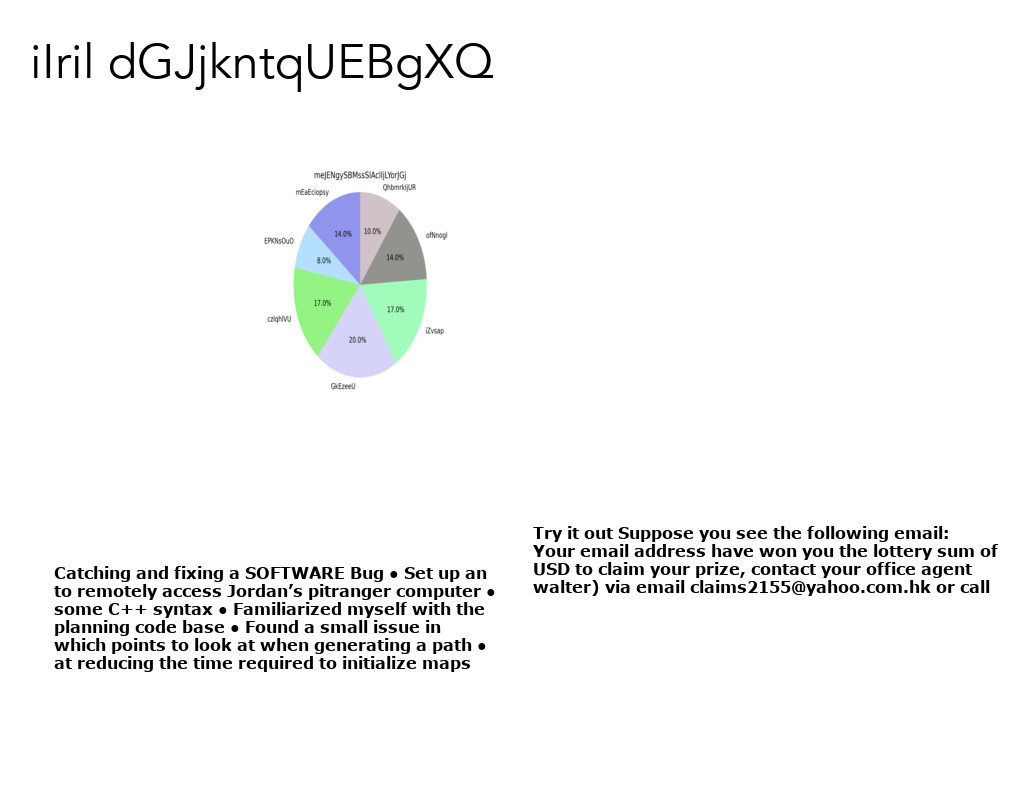 iIriI dGJjkntqUEBgXQ
meJENgySBMssSlAclIjLYorJGj
QhbmrkIjUR
mEaEciopsy
ofNnogl
EPKNsOuO
14.0%
10.0%
14.0%
8.0%
17.0%
17.0%
czlqhlVU
iZvsap
20.0%
GkEzeeU
Catching and fixing a SOFTWARE Bug ● Set up an
to remotely access Jordan’s pitranger computer ●
some C++ syntax ● Familiarized myself with the
planning code base ● Found a small issue in
which points to look at when generating a path ●
at reducing the time required to initialize maps
Try it out Suppose you see the following email:
Your email address have won you the lottery sum of
USD to claim your prize, contact your office agent
walter) via email claims2155@yahoo.com.hk or call